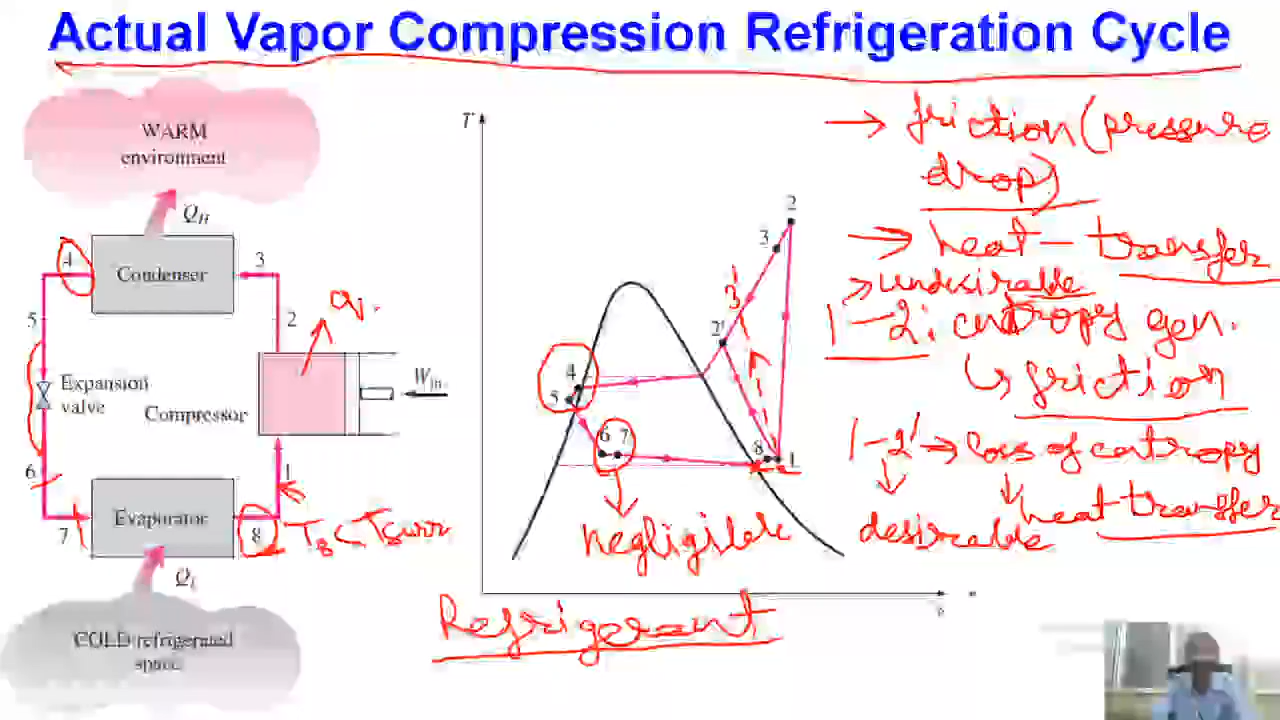 Actual Vapor Compression Refrigeration Cycle
WARM
environment
Q_H
4
Condenser
3
5
2
q.
Expansion
valve
Compressor
W_in
6
1
7
Evaporator
8
T8 < Tsurr
Q_L
COLD refrigerated
space
T
2
3
3'
2'
4
5
6 7
8 1
negligible
s
Refrigerant
→ friction (pressure
drop)
→ heat - transfer
→ undesirable
1-2: entropy gen.
↳ friction
1-2' → loss of entropy
heat transfer
desirable